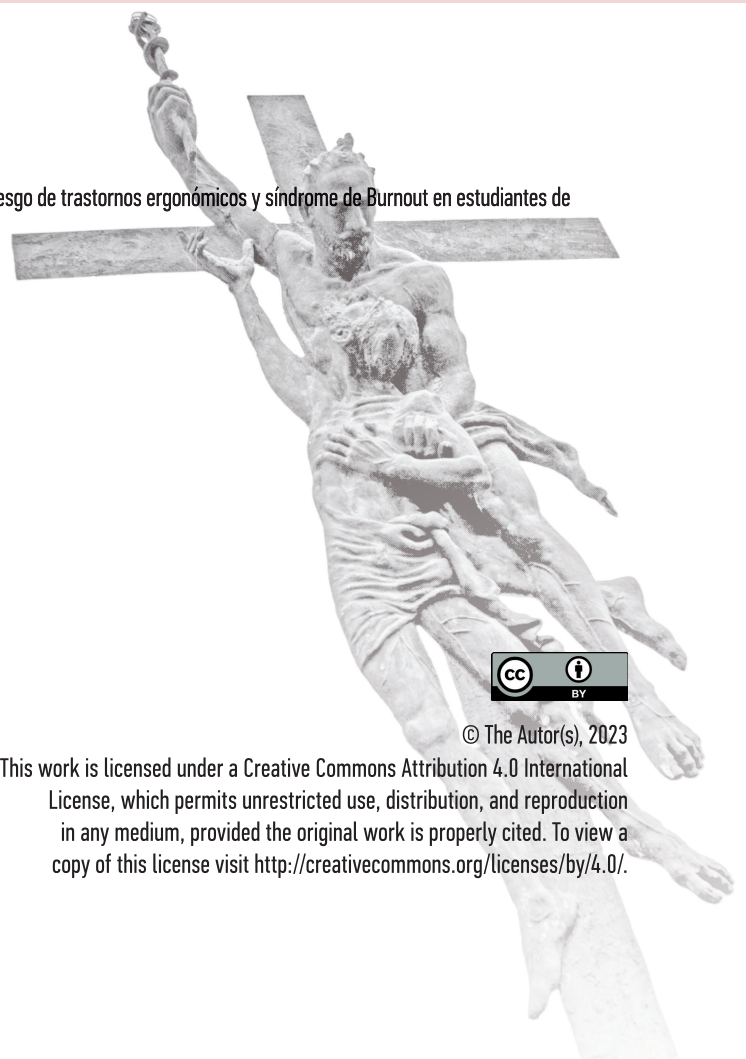 de trastornos ergonómicos y síndrome de Burnout en estudiantes de
CC
BY
© The Autor(s), 2023
This work is licensed under a Creative Commons Attribution 4.0 International
License, which permits unrestricted use, distribution, and reproduction
in any medium, provided the original work is properly cited. To view a
copy of this license visit http://creativecommons.org/licenses/by/4.0/.